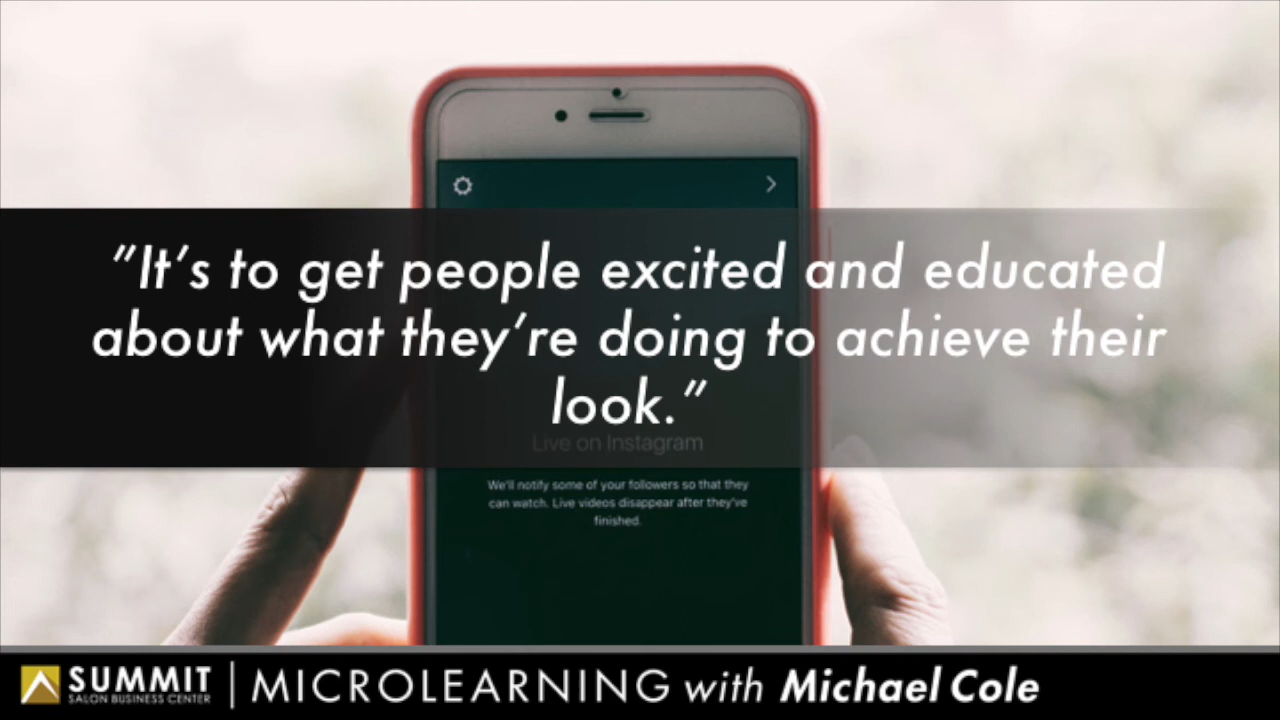 ”It’s to get people excited and educated
about what they’re doing to achieve their
look.”
Live on Instagram
We'll notify some of your followers so that they
can watch. Live videos disappear after they've
finished.
SUMMIT
SALON BUSINESS CENTER
MICROLEARNING with Michael Cole